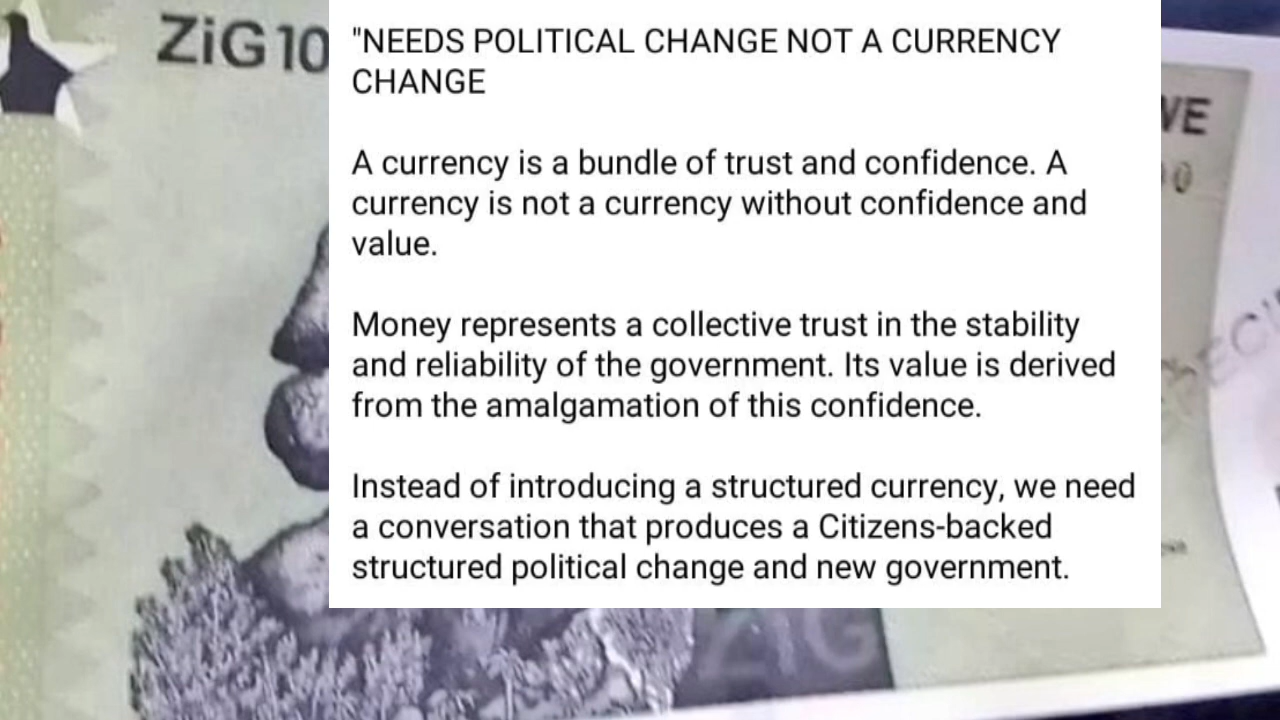 ZiG10
"NEEDS POLITICAL CHANGE NOT A CURRENCY
CHANGE
A currency is a bundle of trust and confidence. A
currency is not a currency without confidence and
value.
Money represents a collective trust in the stability
and reliability of the government. Its value is derived
from the amalgamation of this confidence.
Instead of introducing a structured currency, we need
a conversation that produces a Citizens-backed
structured political change and new government.
ZiG